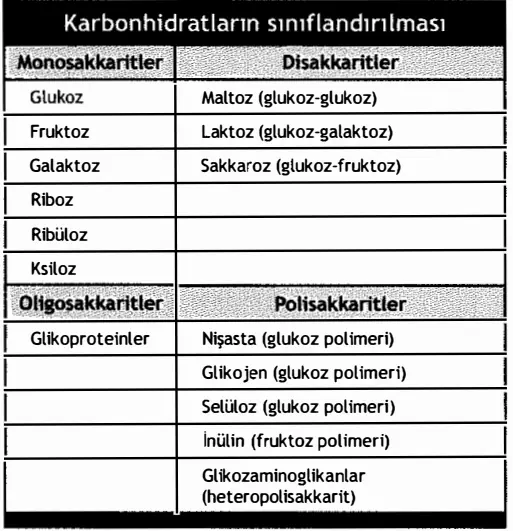 Karbonhidratların sınıflandırılması
Monosakkaritler Disakkaritler
Glukoz Maltoz (glukoz-glukoz)
Fruktoz Laktoz (glukoz-galaktoz)
Galaktoz Sakkaroz (glukoz-fruktoz)
Riboz
Ribüloz
Ksiloz
Oligosakkaritler Polisakkaritler
Glikoproteinler Nişasta (glukoz polimeri)
Glikojen (glukoz polimeri)
Selüloz (glukoz polimeri)
İnülin (fruktoz polimeri)
Glikozaminoglikanlar
(heteropolisakkarit)